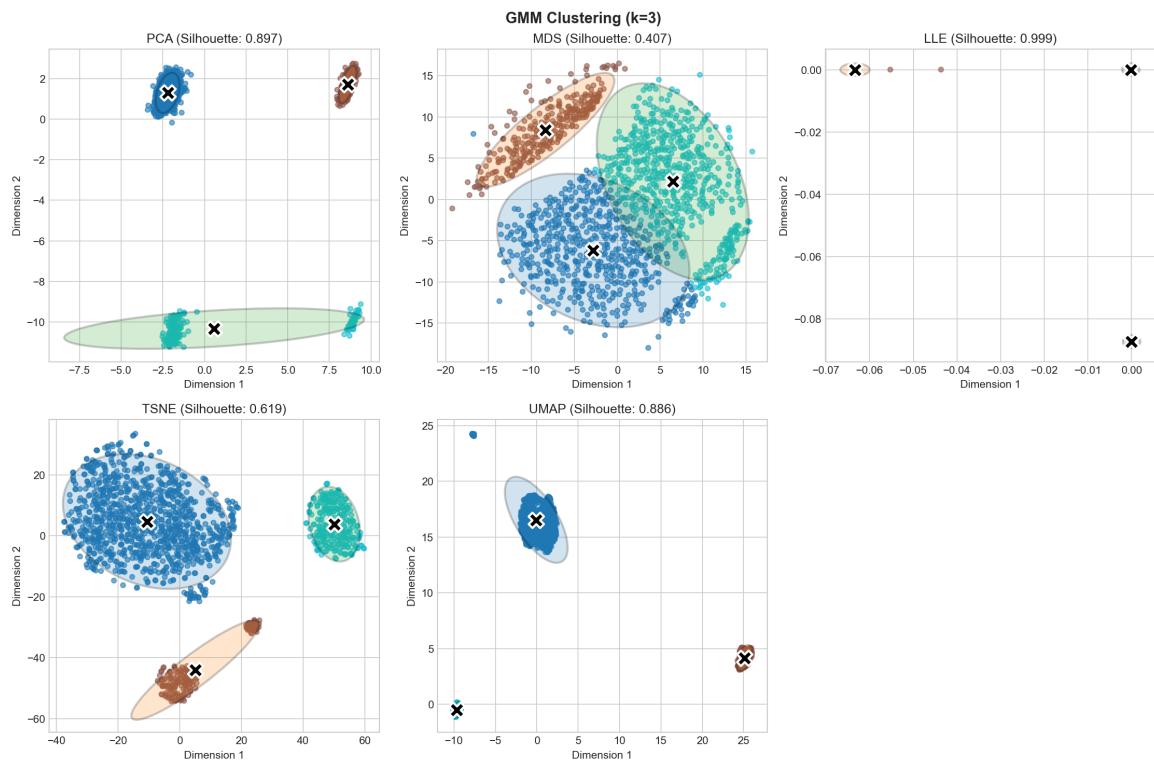 GMM Clustering (k=3)
PCA (Silhouette: 0.897)
Dimension 2
2
0
−2
−4
−6
−8
−10
−7.5 −5.0 −2.5 0.0 2.5 5.0 7.5 10.0
Dimension 1
MDS (Silhouette: 0.407)
Dimension 2
15
10
5
0
−5
−10
−15
−20 −15 −10 −5 0 5 10 15
Dimension 1
LLE (Silhouette: 0.999)
Dimension 2
0.00
−0.02
−0.04
−0.06
−0.08
−0.07 −0.06 −0.05 −0.04 −0.03 −0.02 −0.01 0.00
Dimension 1
TSNE (Silhouette: 0.619)
Dimension 2
20
0
−20
−40
−60
−40 −20 0 20 40 60
Dimension 1
UMAP (Silhouette: 0.886)
Dimension 2
25
20
15
10
5
0
−10 −5 0 5 10 15 20 25
Dimension 1